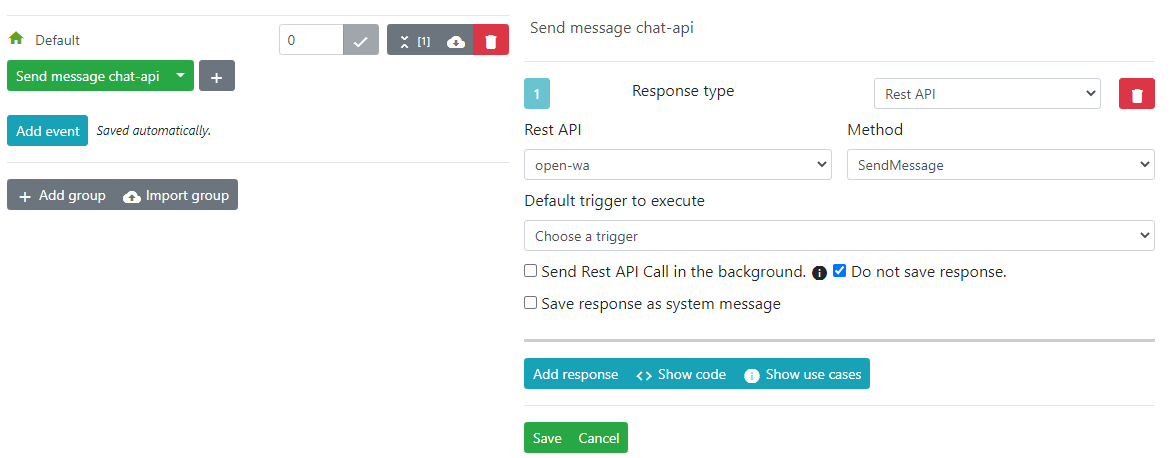 Default
0
[1]
Send message chat-api
Add event
Saved automatically.
Add group
Import group
Send message chat-api
1
Response type
Rest API
Rest API
Method
open-wa
SendMessage
Default trigger to execute
Choose a trigger
Send Rest API Call in the background.
Do not save response.
Save response as system message
Add response
Show code
Show use cases
Save
Cancel